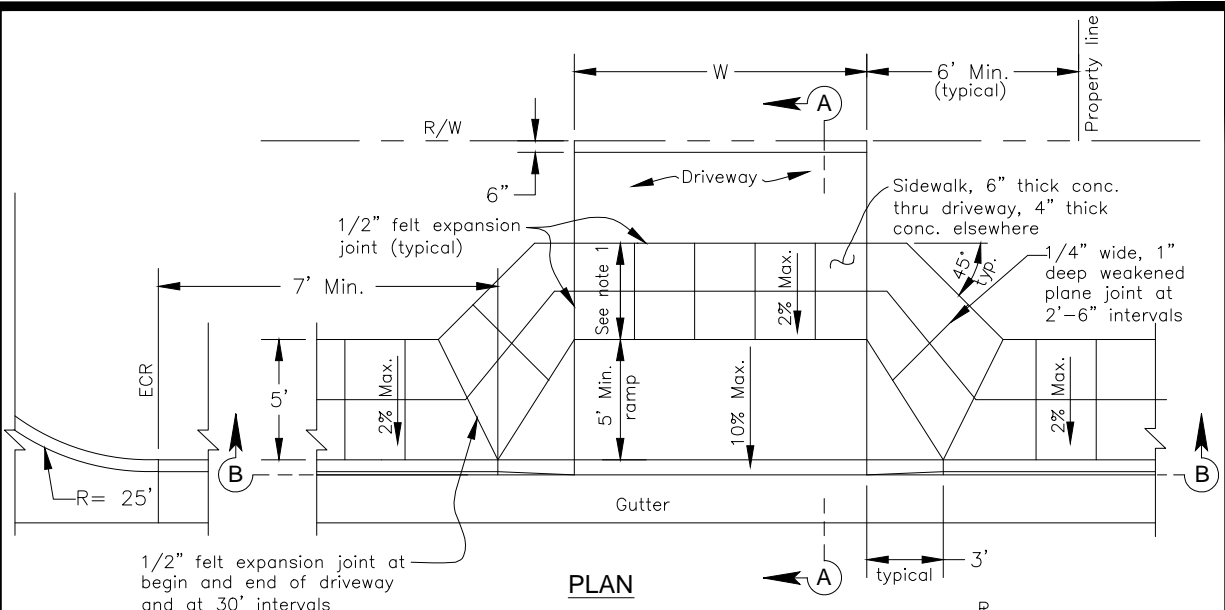 W
6' Min.
(typical)
Property line
A
R/W
6"
Driveway
Sidewalk, 6" thick conc.
thru driveway, 4" thick
conc. elsewhere
1/2" felt expansion
joint (typical)
7' Min.
See note 1
2% Max.
45°
typ.
1/4" wide, 1"
deep weakened
plane joint at
2'-6" intervals
ECR
5'
2% Max.
5' Min.
ramp
10% Max.
2% Max.
B
B
R= 25'
Gutter
1/2" felt expansion joint at
begin and end of driveway
and at 30' intervals
PLAN
A
typical
3'